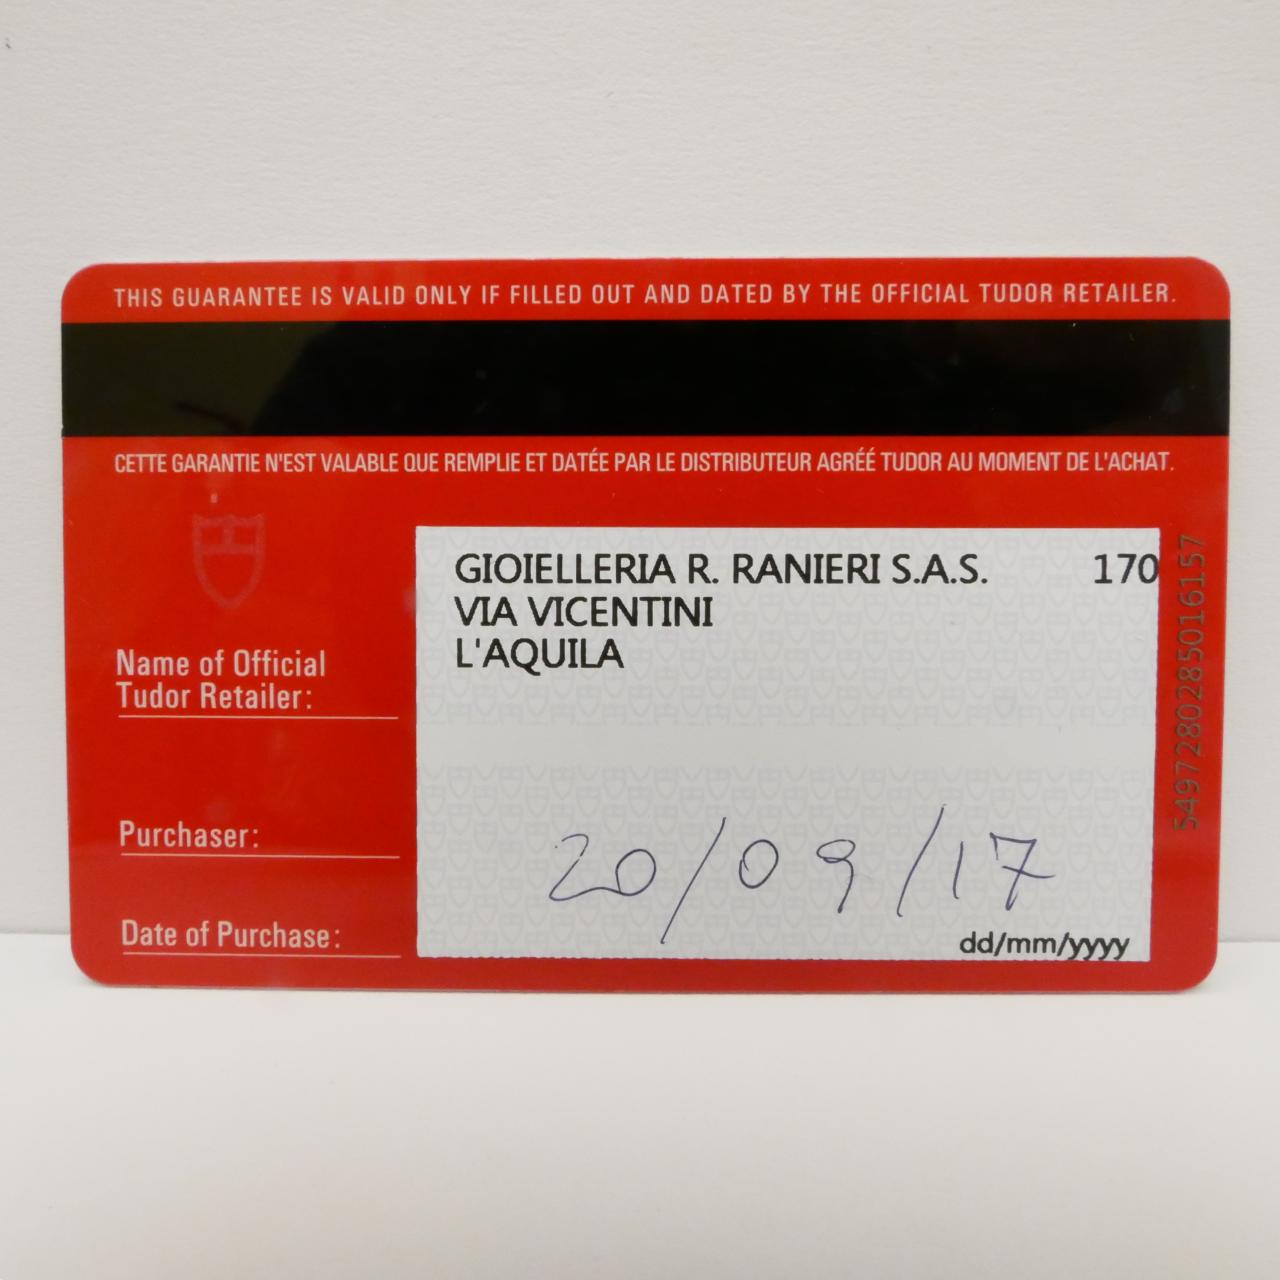 THIS GUARANTEE IS VALID ONLY IF FILLED OUT AND DATED BY THE OFFICIAL TUDOR RETAILER.
CETTE GARANTIE N'EST VALABLE QUE REMPLIE ET DATÉE PAR LE DISTRIBUTEUR AGRÉÉ TUDOR AU MOMENT DE L'ACHAT.
GIOIELLERIA R. RANIERI S.A.S. 170
VIA VICENTINI
L'AQUILA
Name of Official
Tudor Retailer:
Purchaser:
20/09/17
Date of Purchase:
dd/mm/yyyy
5497280285016157